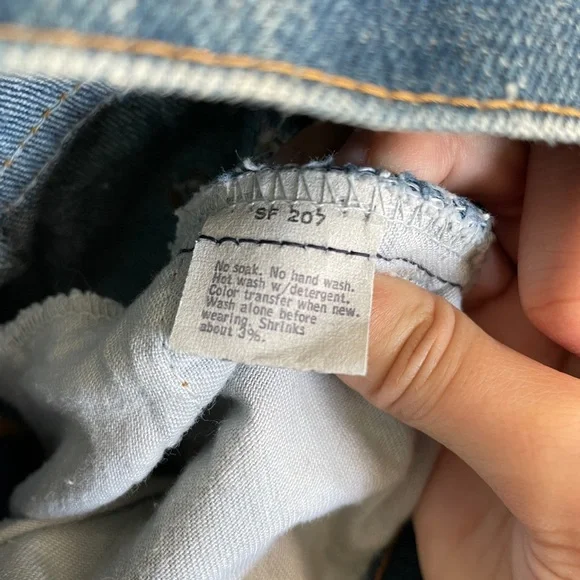 SF 207
No soak. No hand wash.
Hot wash w/detergent.
Color transfer when new.
Wash alone before
wearing. Shrinks
about 3%.